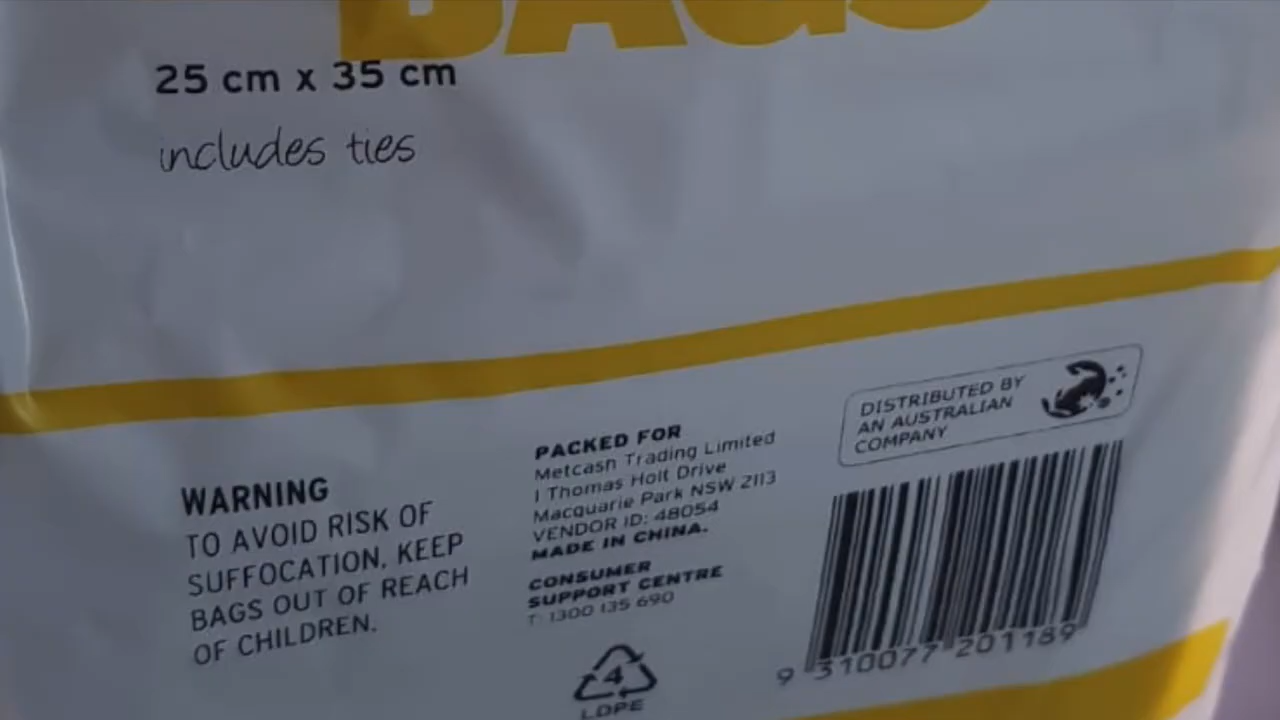 BAGS
25 cm x 35 cm
includes ties
DISTRIBUTED BY
AN AUSTRALIAN
COMPANY
WARNING
TO AVOID RISK OF
SUFFOCATION, KEEP
BAGS OUT OF REACH
OF CHILDREN.
PACKED FOR
Metcash Trading Limited
1 Thomas Holt Drive
Macquarie Park NSW 2113
VENDOR ID: 48054
MADE IN CHINA.
CONSUMER
SUPPORT CENTRE
T: 1300 135 690
4
LDPE
9 310077 201189